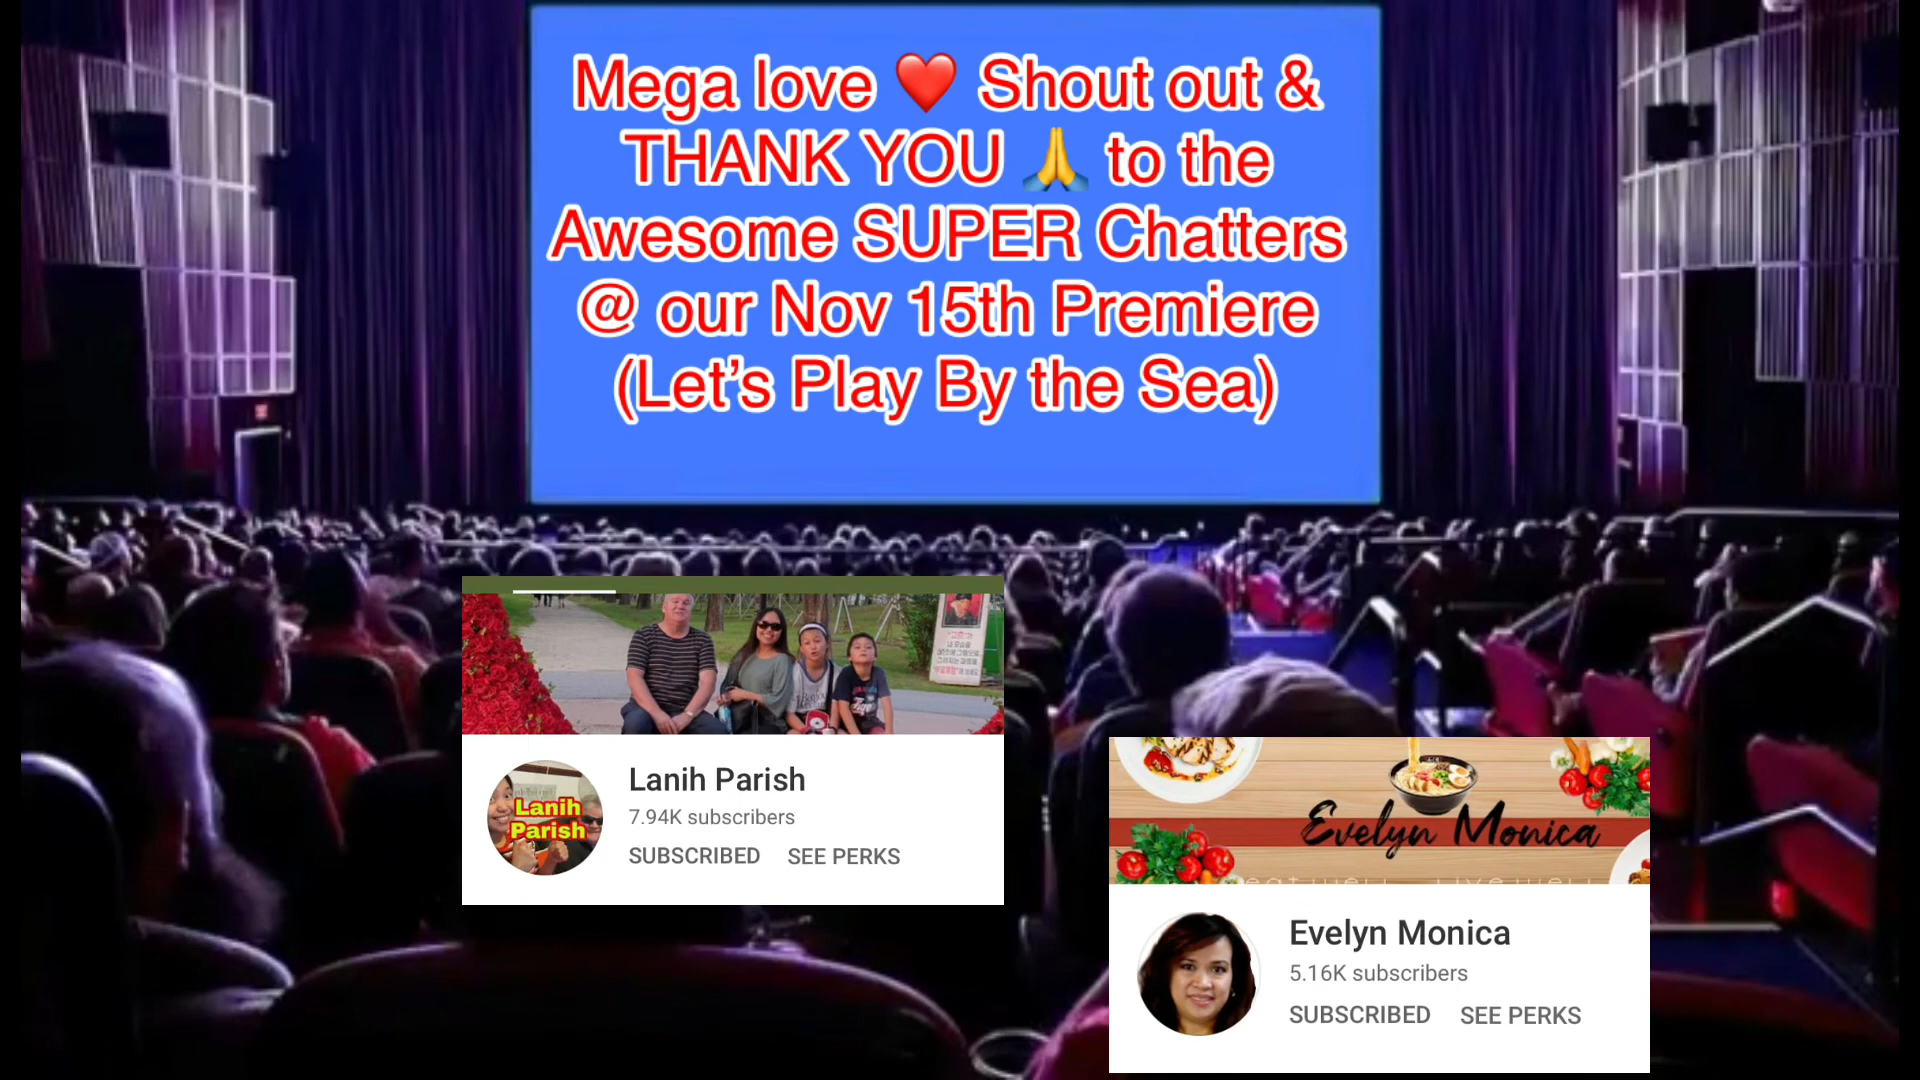 Mega love ❤️ Shout out &
THANK YOU 🙏 to the
Awesome SUPER Chatters
@ our Nov 15th Premiere
(Let’s Play By the Sea)
Lanih
Parish
Lanih Parish
7.94K subscribers
SUBSCRIBED SEE PERKS
Evelyn Monica
Evelyn Monica
5.16K subscribers
SUBSCRIBED SEE PERKS